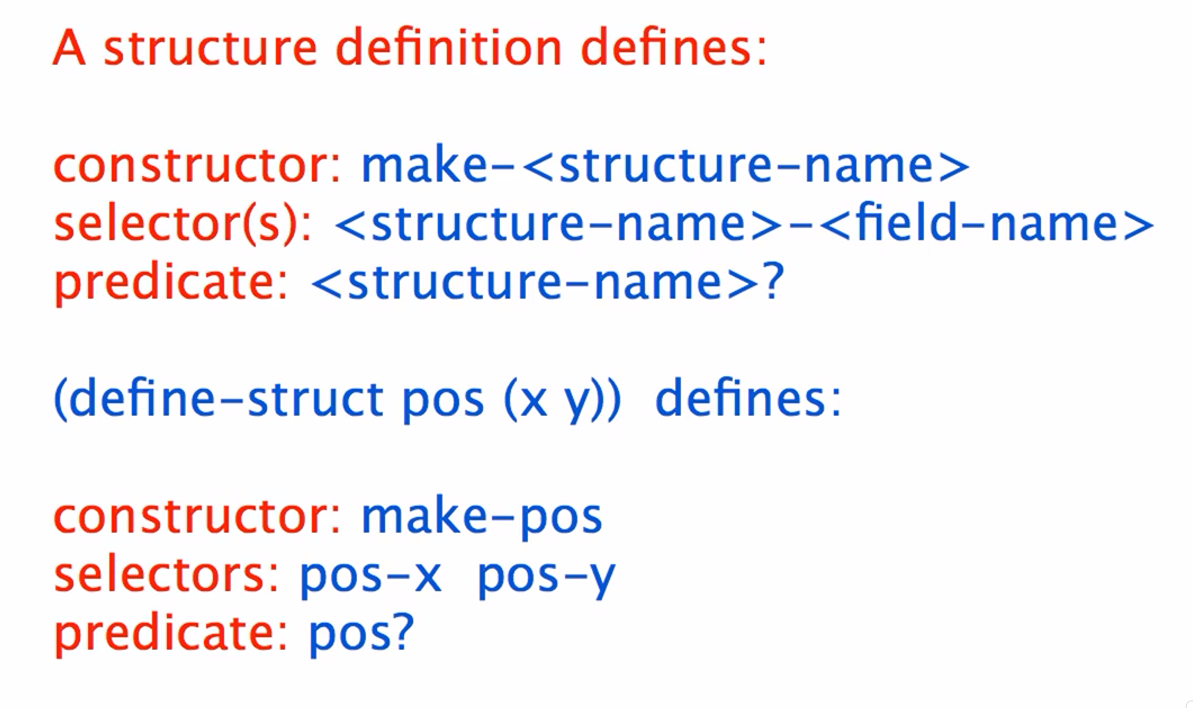 A structure definition defines:
constructor: make-<structure-name>
selector(s): <structure-name>-<field-name>
predicate: <structure-name>?
(define-struct pos (x y))  defines:
constructor: make-pos
selectors: pos-x  pos-y
predicate: pos?